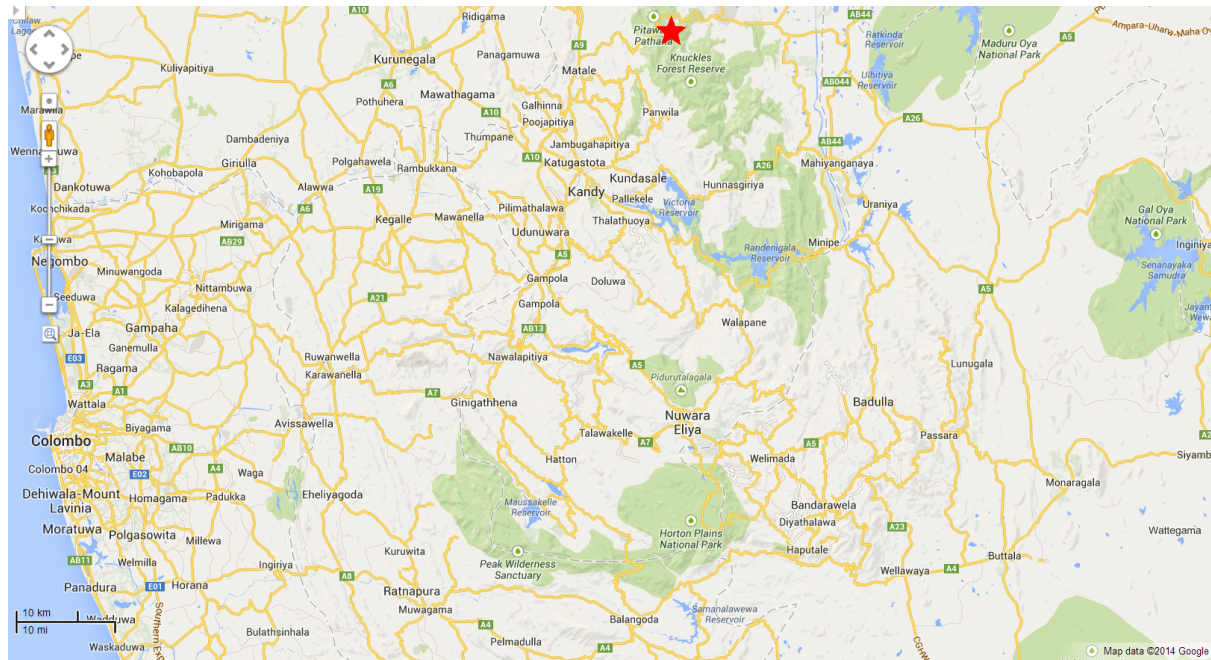 Ridigama
AB44
Chilaw
A10
Pitawala
Pathana
Ratkinda
Reservoir
Maduru Oya
National Park
A5
Ampara-Uhana-Maha Oya
A9
Kurunegala
Panagamuwa
Kuliyapitiya
Matale
Knuckles
Forest Reserve
Ulhitiya
Reservoir
AB044
A6
Mawathagama
Pothuhera
Marawila
A10
Galhinna
Poojapitiya
Panwila
A26
Dambadeniya
Thumpane
Jambugahapitiya
AB44
Polgahawela
Rambukkana
A10
Katugastota
Mahiyanganaya
Giriulla
Kohobapola
A3
A26
Dankotuwa
Alawwa
A19
Kundasale
Hunnasgiriya
Kandy
Pallekele
Victoria
Reservoir
Kochchikada
A6
Pilimathalawa
Uraniya
Mirigama
Kegalle
Mawanella
Thalathuoya
Gal Oya
National Park
AB29
Udunuwara
Randenigala
Reservoir
Minipe
A5
Negombo
Minuwangoda
Senanayaka
Samudra
Nittambuwa
Gampola
Doluwa
A5
Seeduwa
A21
Kalagedihena
Gampola
Ja-Ela
Gampaha
AB13
Walapane
Ganemulla
E03
Ruwanwella
Nawalapitiya
A5
Lunugala
Ragama
Karawanella
Pidurutalagala
A3
A1
A7
Wattala
Ginigathhena
Badulla
Nuwara
Eliya
Biyagama
Avissawella
Talawakelle
A7
A5
Passara
Colombo
AB10
Malabe
Hatton
Welimada
Colombo 04
E02
A4
Waga
Monaragala
Dehiwala-Mount
Lavinia
Homagama
Padukka
Eheliyagoda
Maussakelle
Reservoir
Bandarawela
Diyathalawa
Moratuwa
Polgasowita
Millewa
Horton Plains
National Park
A23
Wattegama
Kuruwita
Haputale
Buttala
AB11
Welmilla
Ingiriya
Peak Wilderness
Sanctuary
Wellawaya
A4
Panadura
E01
Horana
A8
Ratnapura
Muwagama
Samanalawewa
Reservoir
10 km
10 mi
Wadduwa
Bulathsinhala
A4
Balangoda
Pelmadulla
A4
Waskaduwa
Map data ©2014 Google